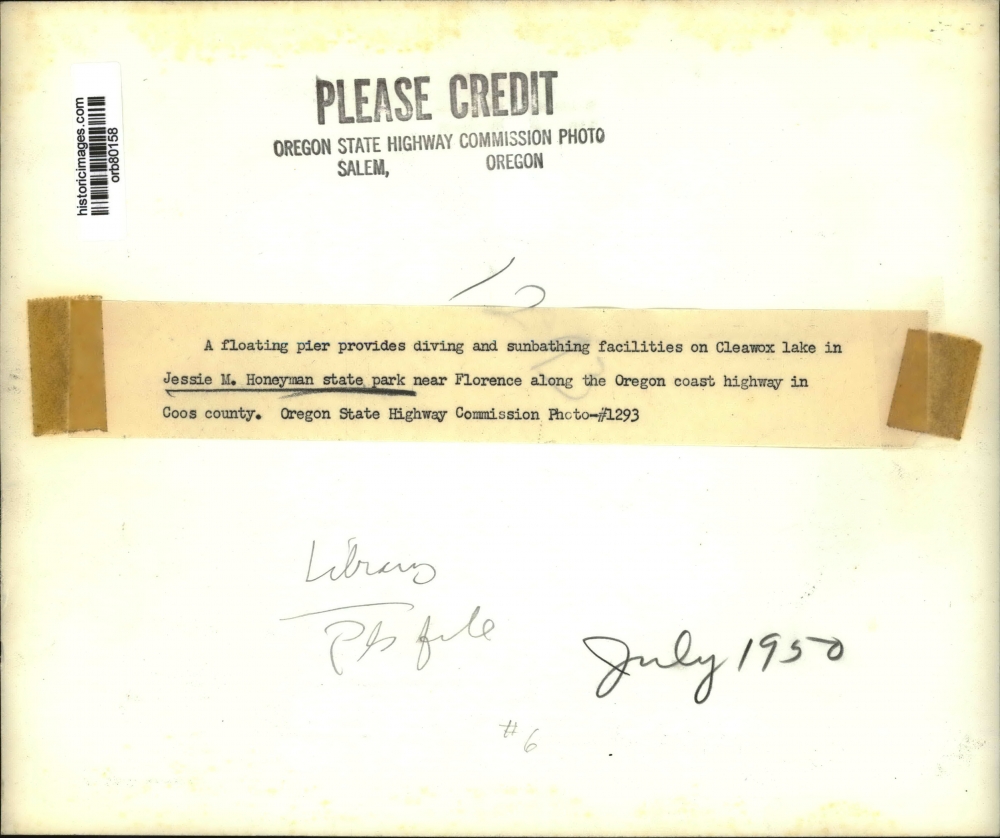 PLEASE CREDIT
OREGON STATE HIGHWAY COMMISSION PHOTO
SALEM, OREGON
historicimages.com
orb80158
A floating pier provides diving and sunbathing facilities on Cleawox lake in
Jessie M. Honeyman state park near Florence along the Oregon coast highway in
Coos county. Oregon State Highway Commission Photo-#1293
Library
file
July 1950
#6